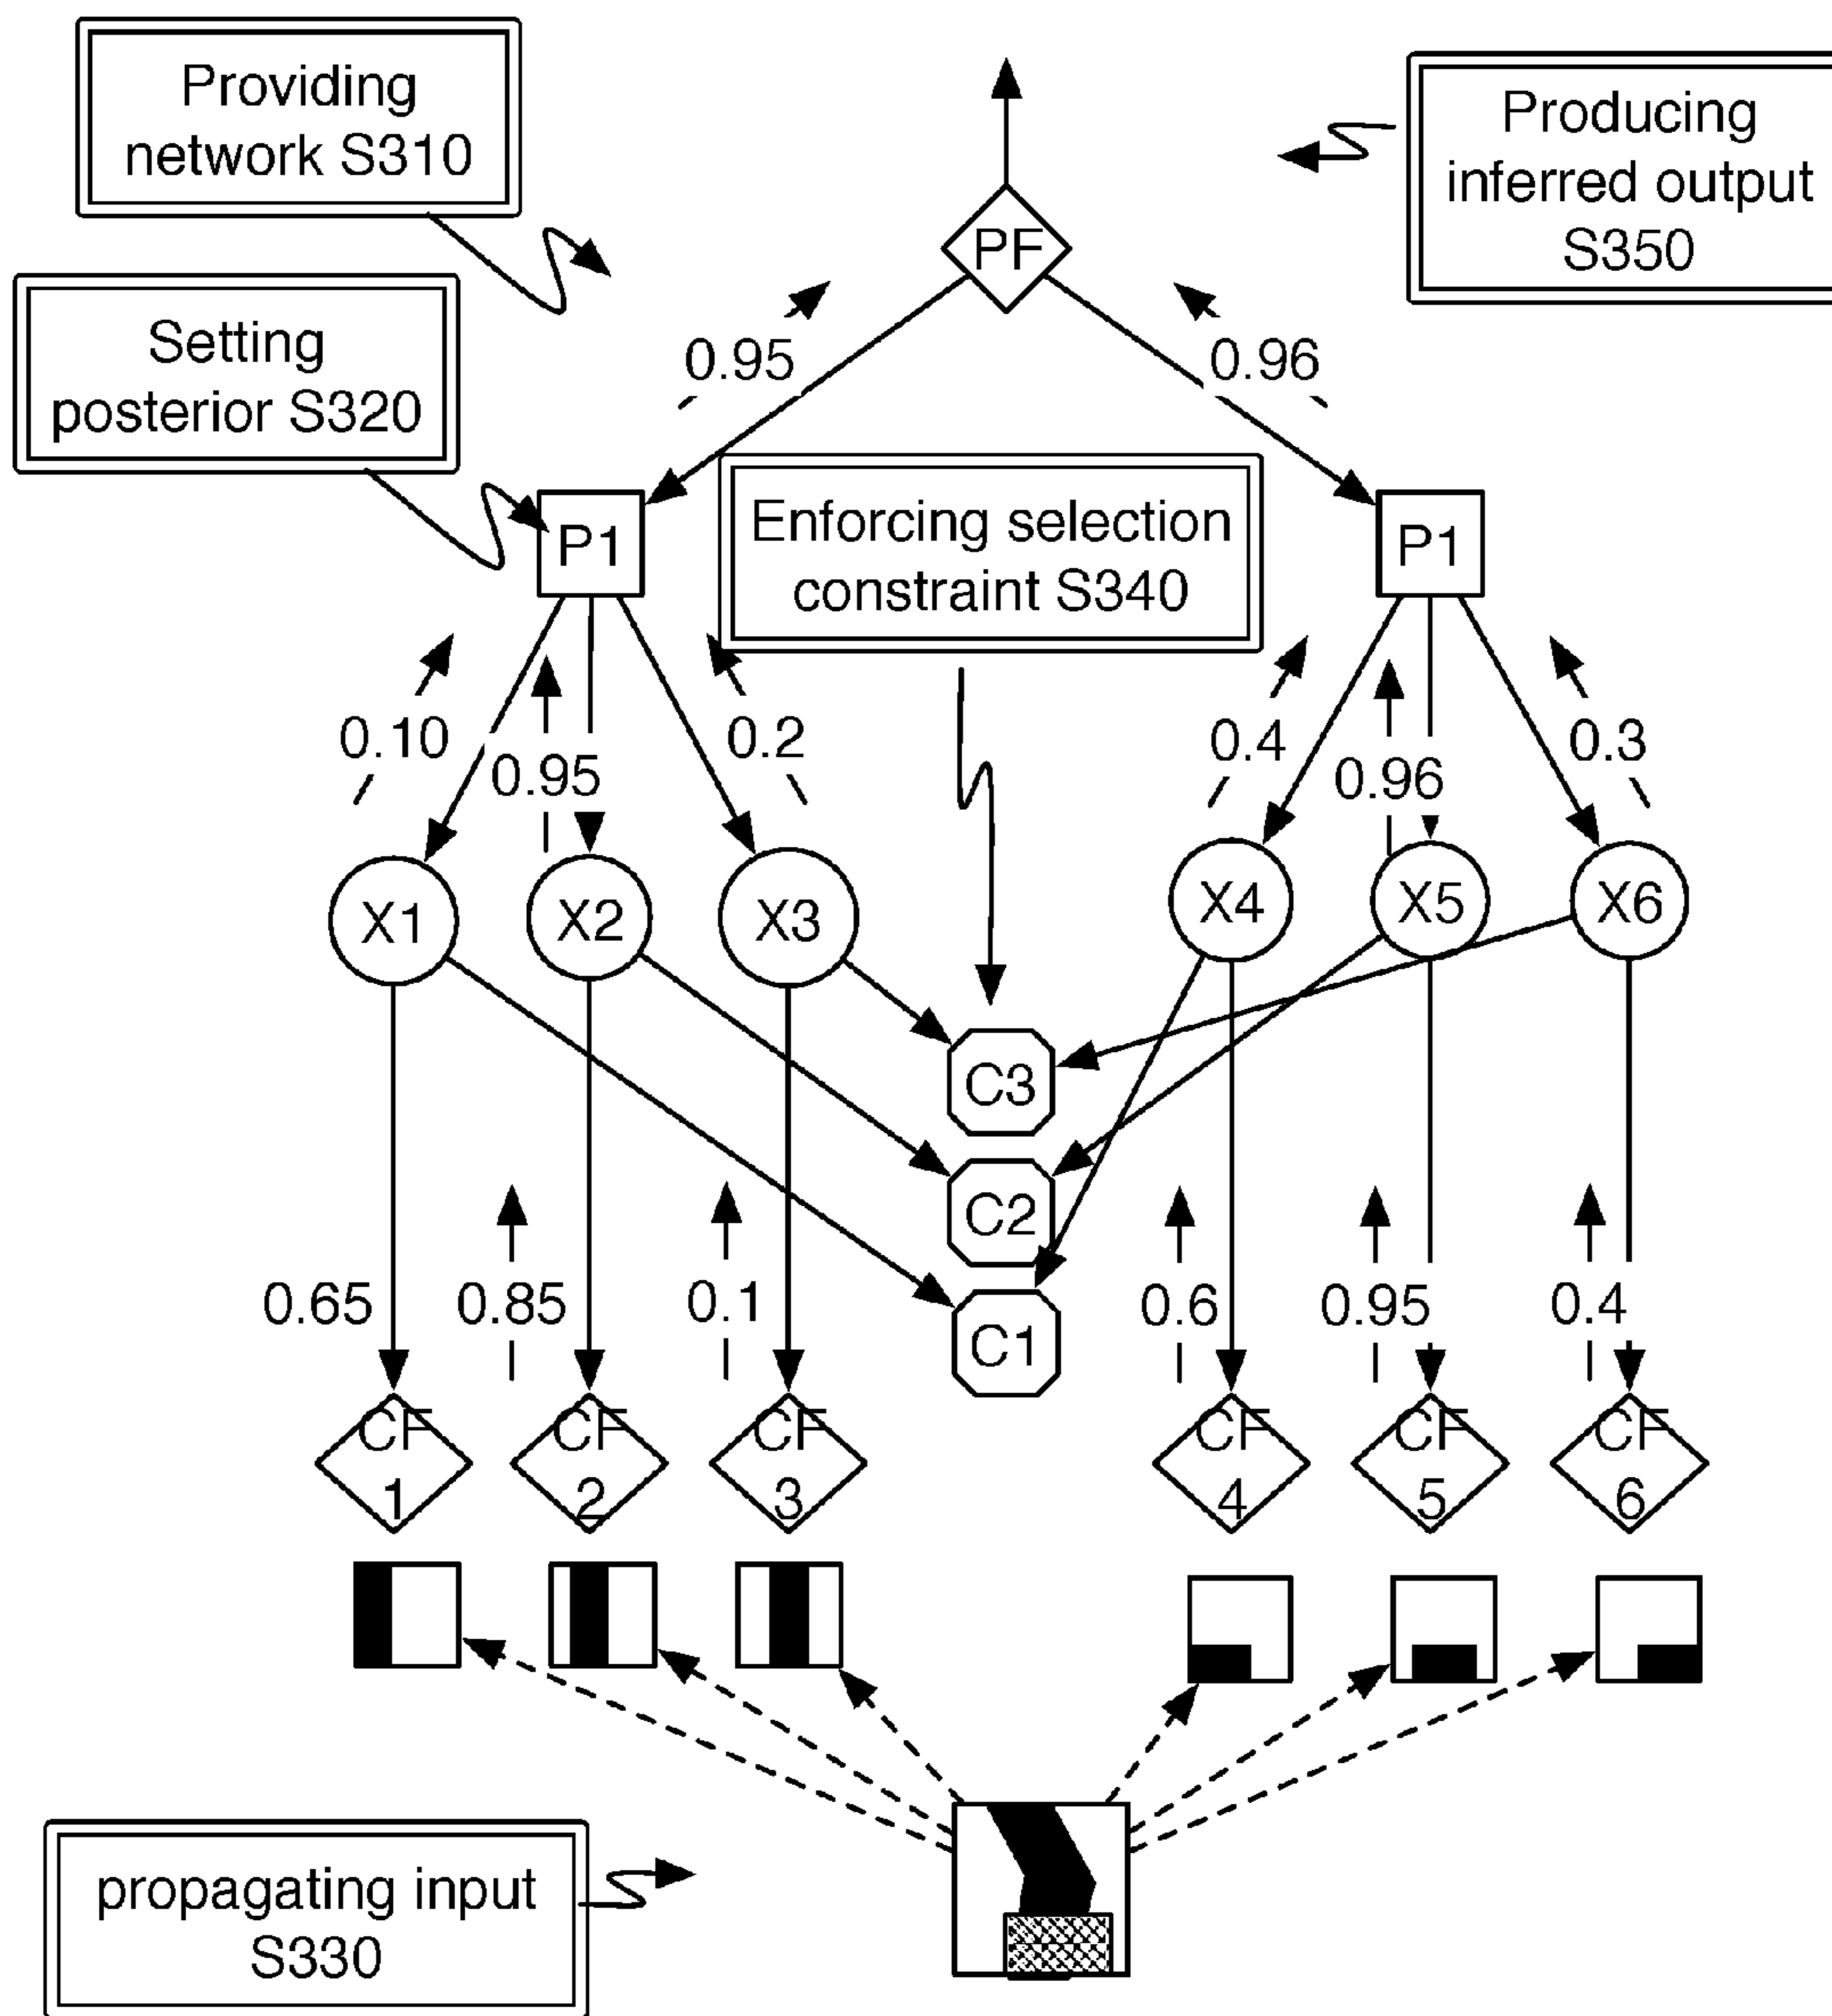 Providing
network S310
Producing
inferred output
S350
PF
Setting
posterior S320
0.95
0.96
P1
Enforcing selection
constraint S340
P1
0.10
0.95
0.2
0.4
0.96
0.3
X1
X2
X3
X4
X5
X6
C3
C2
C1
0.65
0.85
0.1
0.6
0.95
0.4
CF
1
CF
2
CF
3
CF
4
CF
5
CF
6
propagating input
S330